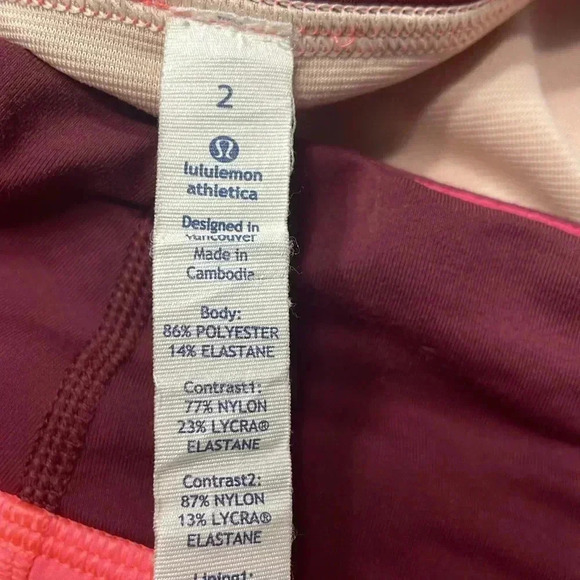 2
lululemon
athletica
Designed in
Vancouver
Made in
Cambodia
Body:
86% POLYESTER
14% ELASTANE
Contrast1:
77% NYLON
23% LYCRA®
ELASTANE
Contrast2:
87% NYLON
13% LYCRA®
ELASTANE
Lining1: